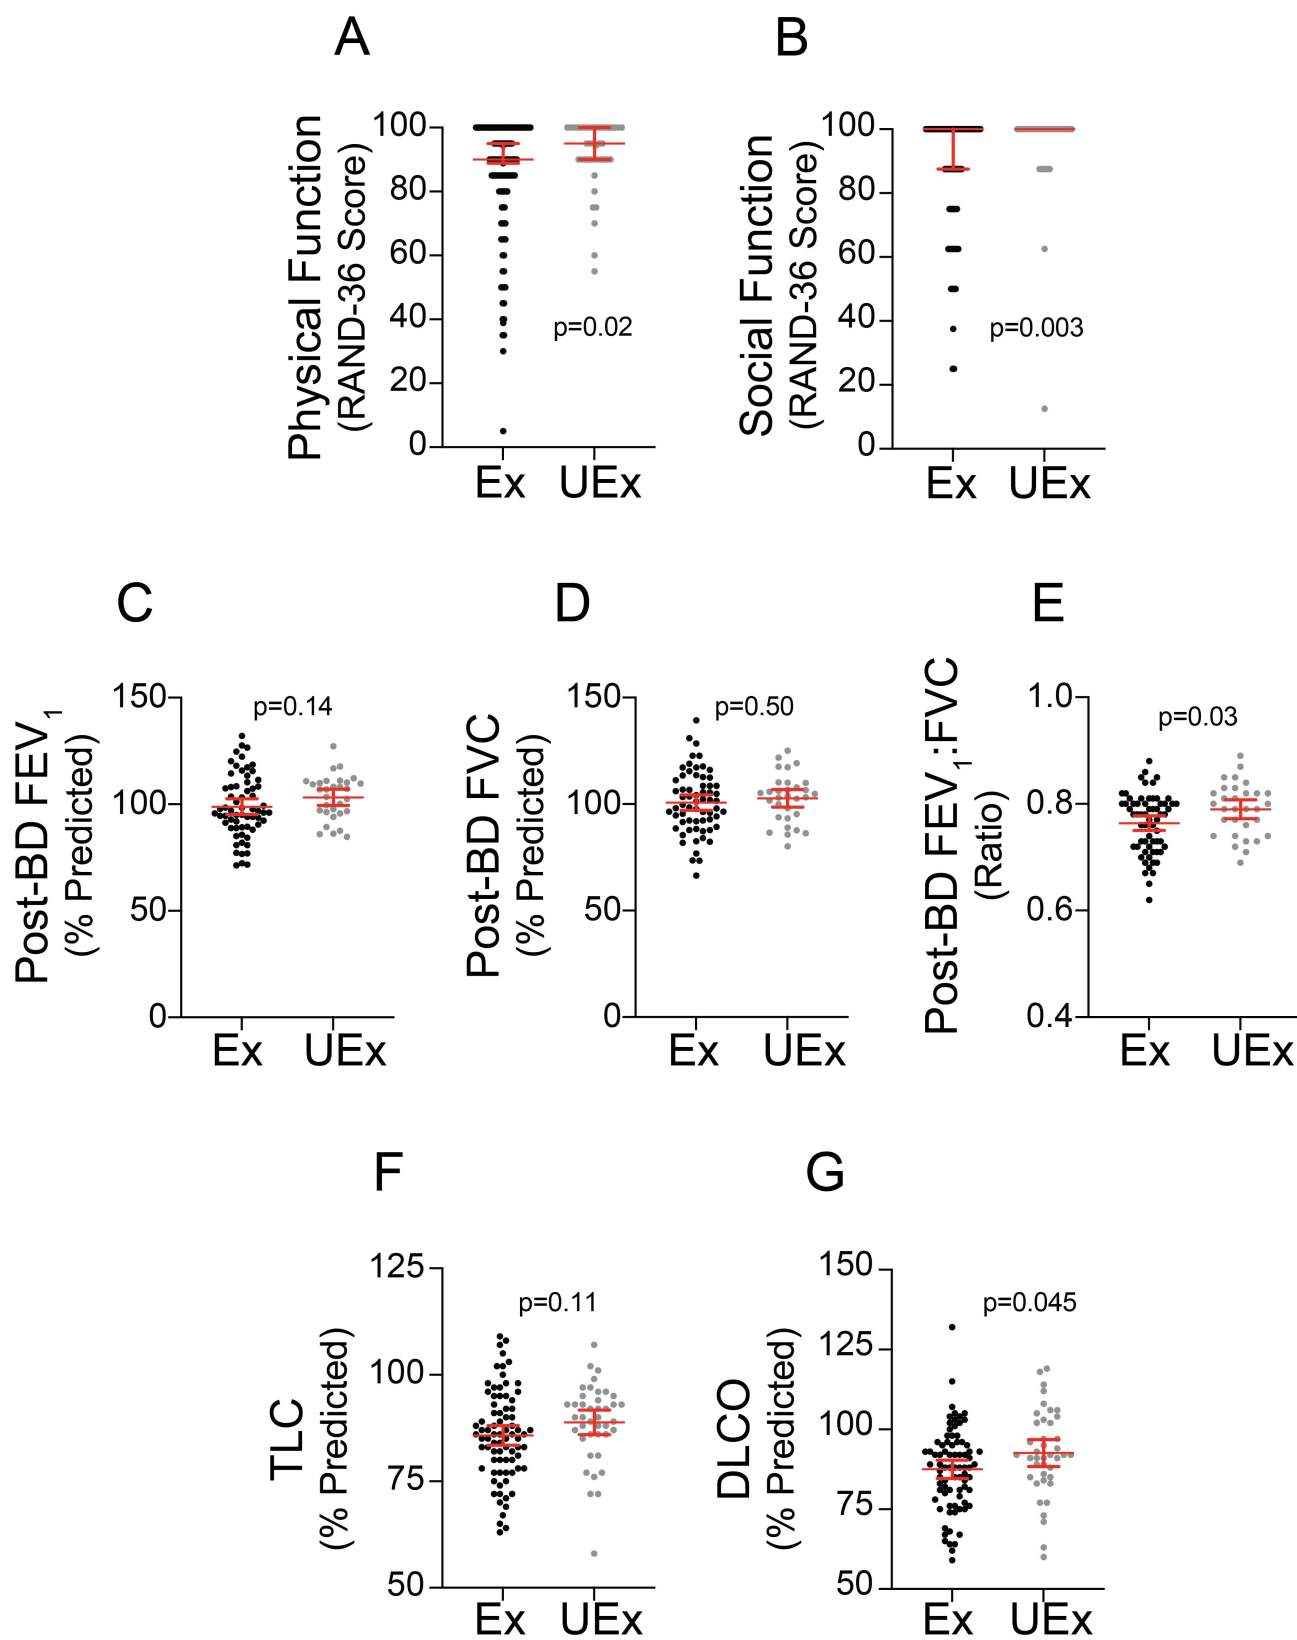 A
Physical Function
(RAND-36 Score)
100
80
60
40
20
0
p=0.02
Ex UEx
B
Social Function
(RAND-36 Score)
100
80
60
40
20
0
p=0.003
Ex UEx
C
Post-BD FEV₁
(% Predicted)
150
100
50
0
p=0.14
Ex UEx
D
Post-BD FVC
(% Predicted)
150
100
50
0
p=0.50
Ex UEx
E
Post-BD FEV₁:FVC
(Ratio)
1.0
0.8
0.6
0.4
p=0.03
Ex UEx
F
TLC
(% Predicted)
125
100
75
50
p=0.11
Ex UEx
G
DLCO
(% Predicted)
150
125
100
75
50
p=0.045
Ex UEx